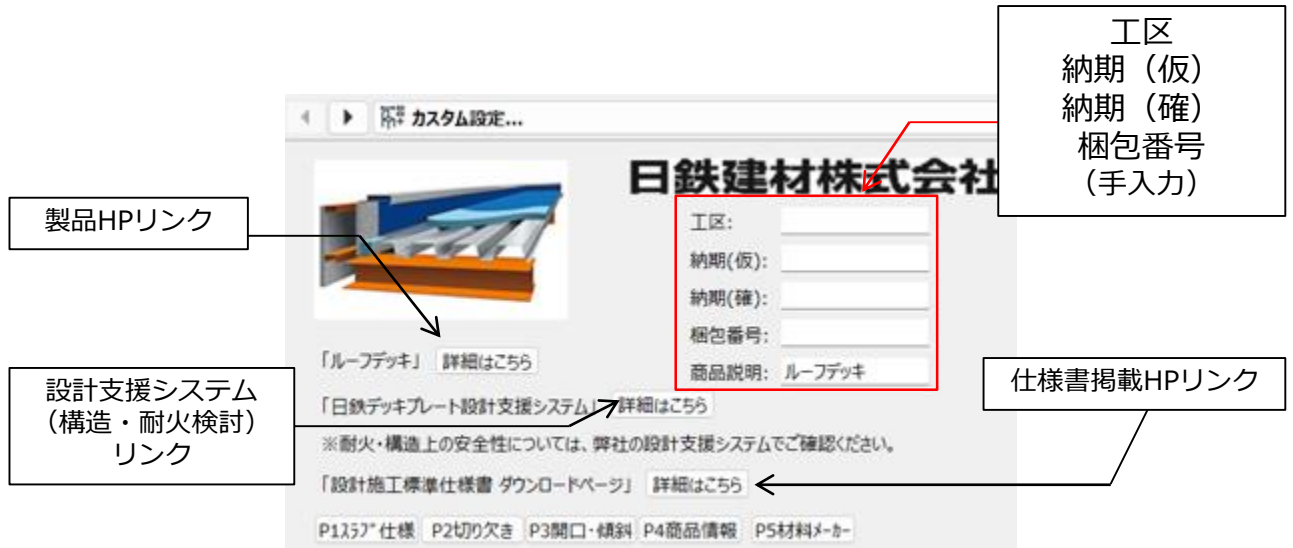 工区
納期（仮）
納期（確）
梱包番号
（手入力）
カスタム設定...
日鉄建材株式会社
製品HPリンク
工区:
納期(仮):
納期(確):
梱包番号:
商品説明: ルーフデッキ
「ルーフデッキ」 詳細はこちら
設計支援システム
（構造・耐火検討）
リンク
仕様書掲載HPリンク
「日鉄デッキプレート設計支援システム」 詳細はこちら
※耐火・構造上の安全性については、弊社の設計支援システムでご確認ください。
「設計施工標準仕様書 ダウンロードページ」 詳細はこちら
P1ｽﾗﾌﾞ仕様 P2切り欠き P3開口・傾斜 P4商品情報 P5材料ﾒｰｶｰ